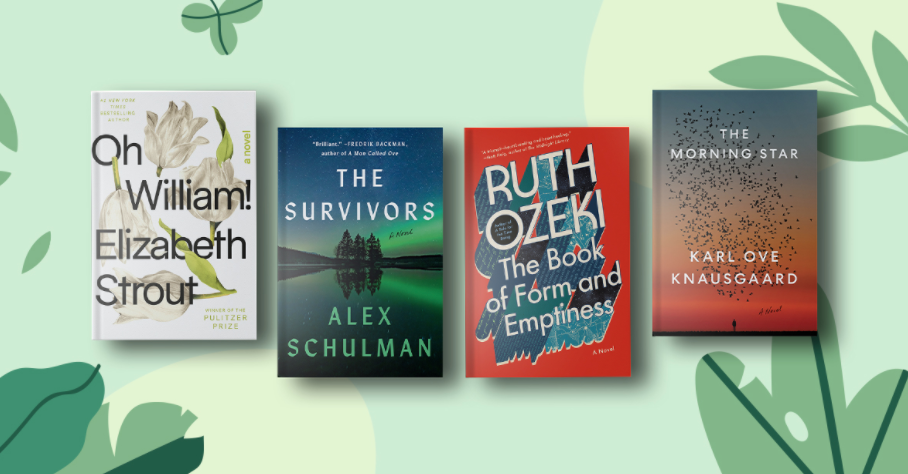 #1 NEW YORK
TIMES
BESTSELLING
AUTHOR
Oh
William!
a novel
Elizabeth
Strout
WINNER OF THE
PULITZER
PRIZE
"Brilliant." –FREDRIK BACKMAN,
author of A Man Called Ove
THE
SURVIVORS
A Novel
ALEX
SCHULMAN
RUTH
OZEKI
The Book
of Form and
Emptiness
A Novel
THE
MORNING STAR
KARL OVE
KNAUSGAARD
A Novel